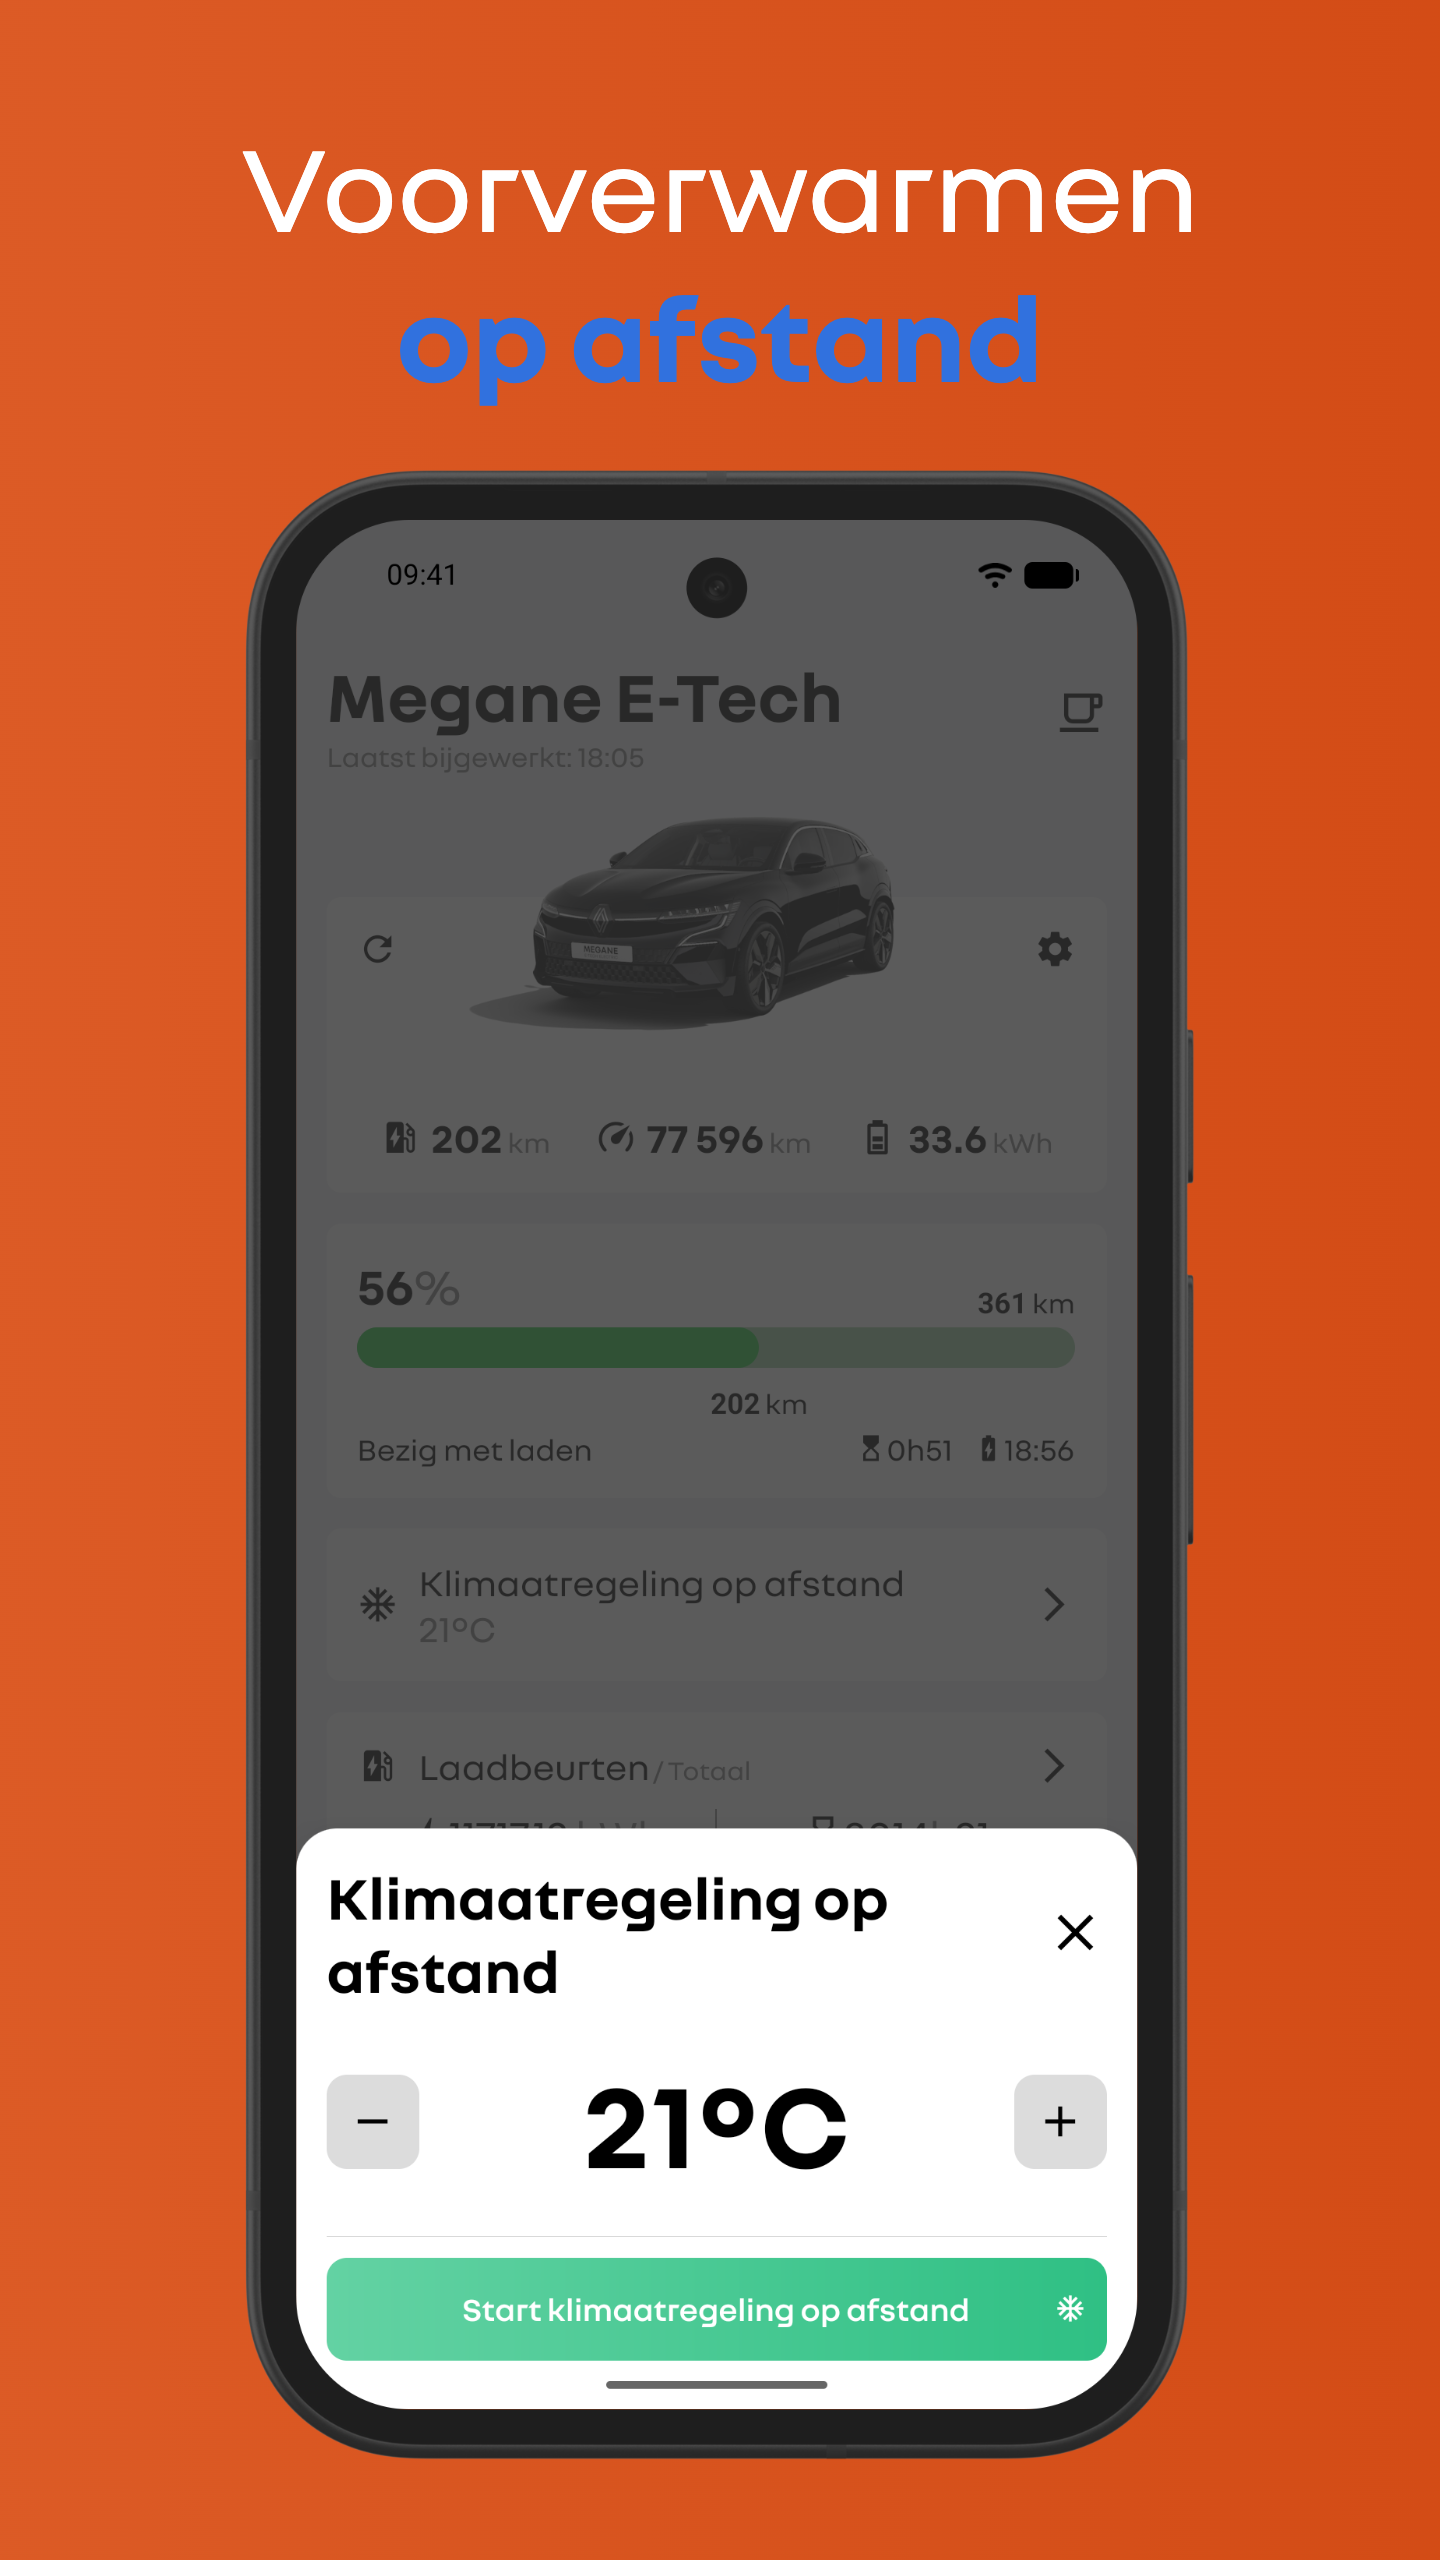 Voorverwarmen
op afstand
09:41
Megane E-Tech
Laatst bijgewerkt: 18:05
MEGANE
202 km 77 596 km 33.6 kWh
56%
361 km
202 km
Bezig met laden 0h51 18:56
Klimaatregeling op afstand
21°C
Laadbeurten / Totaal
Klimaatregeling op
afstand
21°C
Start klimaatregeling op afstand